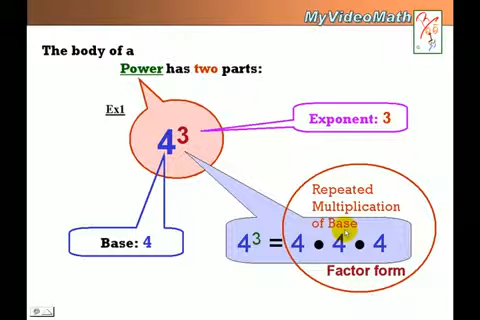 MyVideoMath
The body of a
Power has two parts:
Ex1
4³
Exponent: 3
Repeated
Multiplication
of Base
Base: 4
4³ = 4 • 4 • 4
Factor form